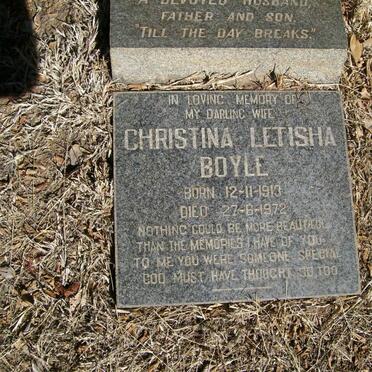 A DEVOTED HUSBAND,
FATHER AND SON.
"TILL THE DAY BREAKS."
IN LOVING MEMORY OF
MY DARLING WIFE
CHRISTINA LETISHA
BOYLE
BORN 12-11-1913
DIED 27-6-1972
NOTHING COULD BE MORE BEAUTIFUL
THAN THE MEMORIES I HAVE OF YOU
TO ME YOU WERE SOMEONE SPECIAL
GOD MUST HAVE THOUGHT SO TOO